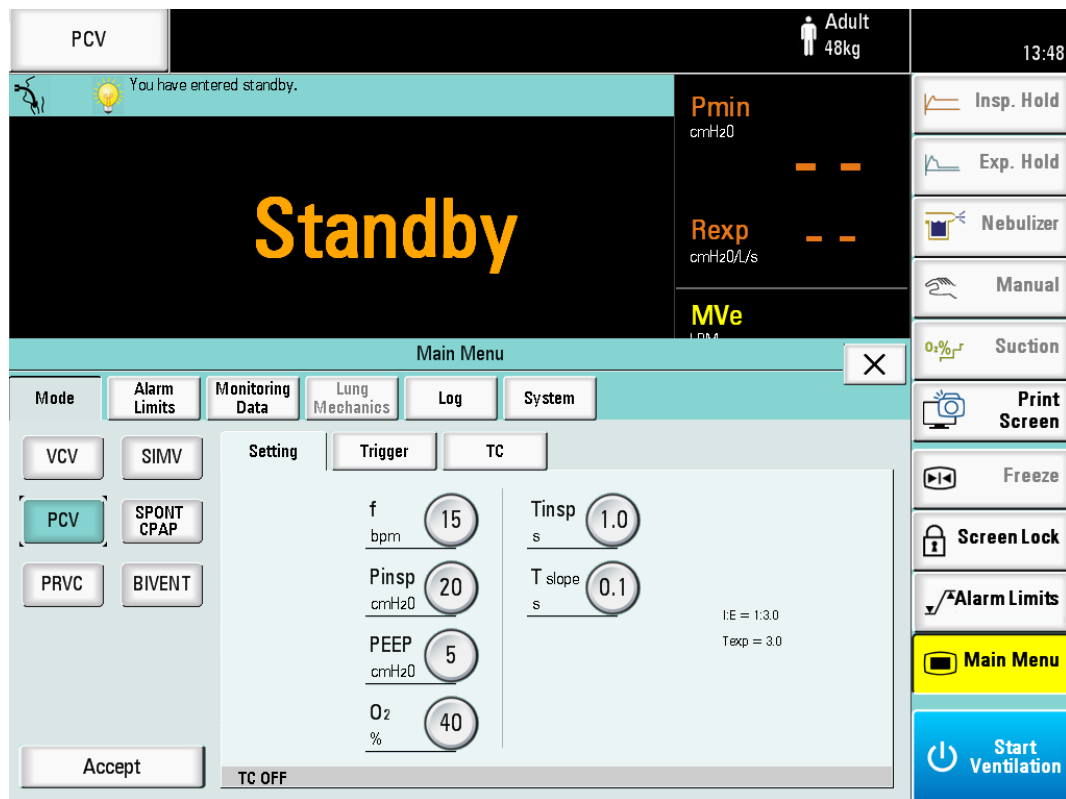 PCV
Adult
48kg
13:48
You have entered standby.
Standby
Pmin
cmH2O
-- --
Rexp
cmH2O/L/s
-- --
MVe
Insp. Hold
Exp. Hold
Nebulizer
Manual
O2%
Suction
Print
Screen
Freeze
Screen Lock
Alarm Limits
Main Menu
Start
Ventilation
Main Menu
X
Mode
Alarm
Limits
Monitoring
Data
Lung
Mechanics
Log
System
VCV
SIMV
PCV
SPONT
CPAP
PRVC
BIVENT
Accept
Setting
Trigger
TC
f
bpm
15
Tinsp
s
1.0
Pinsp
cmH2O
20
T slope
s
0.1
PEEP
cmH2O
5
I:E = 1:3.0
Texp = 3.0
O2
%
40
TC OFF